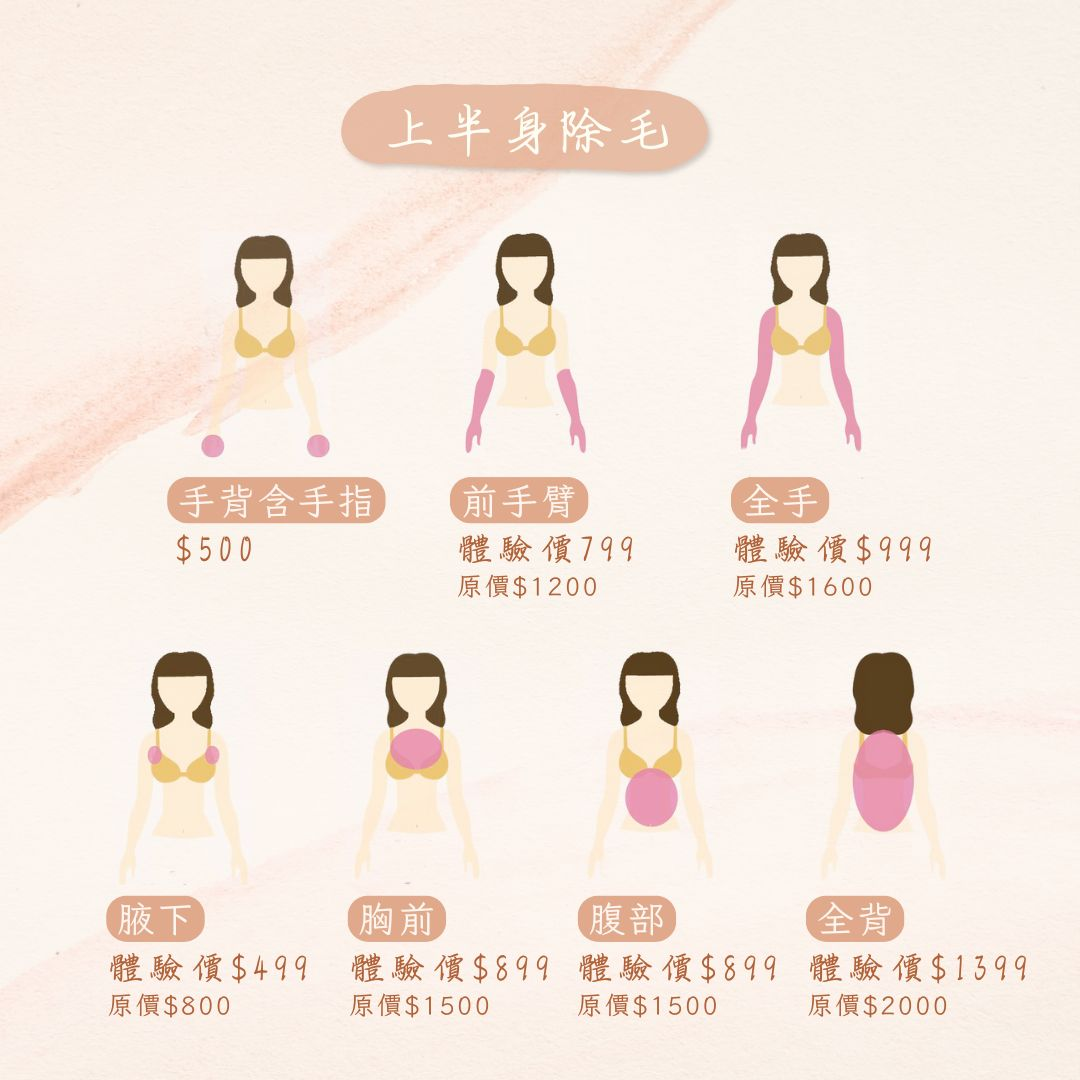 上半身除毛
手背含手指
$500
前手臂
體驗價799
原價$1200
全手
體驗價$999
原價$1600
腋下
體驗價$499
原價$800
胸前
體驗價$899
原價$1500
腹部
體驗價$899
原價$1500
全背
體驗價$1399
原價$2000